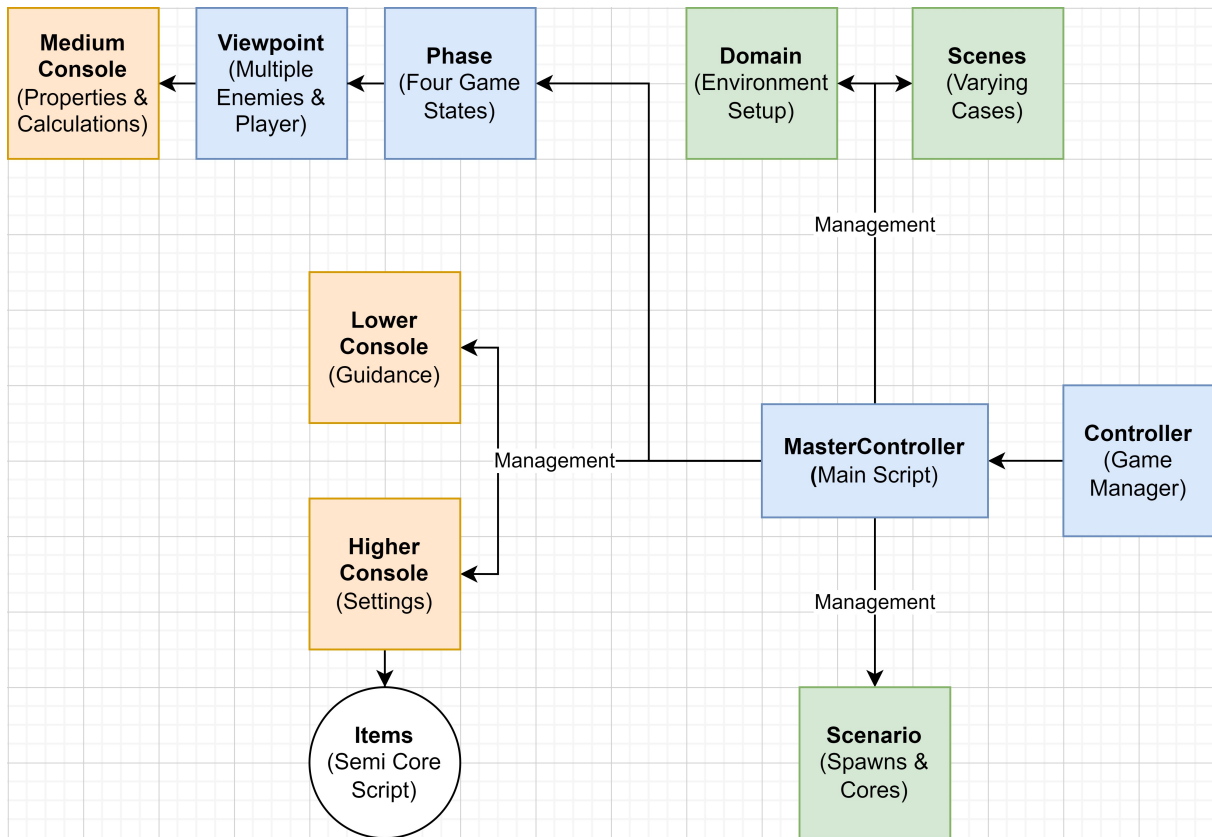 Medium
Console
(Properties &
Calculations)
Viewpoint
(Multiple
Enemies &
Player)
Phase
(Four Game
States)
Domain
(Environment
Setup)
Scenes
(Varying
Cases)
Management
Lower
Console
(Guidance)
Management
MasterController
(Main Script)
Controller
(Game
Manager)
Higher
Console
(Settings)
Management
Items
(Semi Core
Script)
Scenario
(Spawns &
Cores)